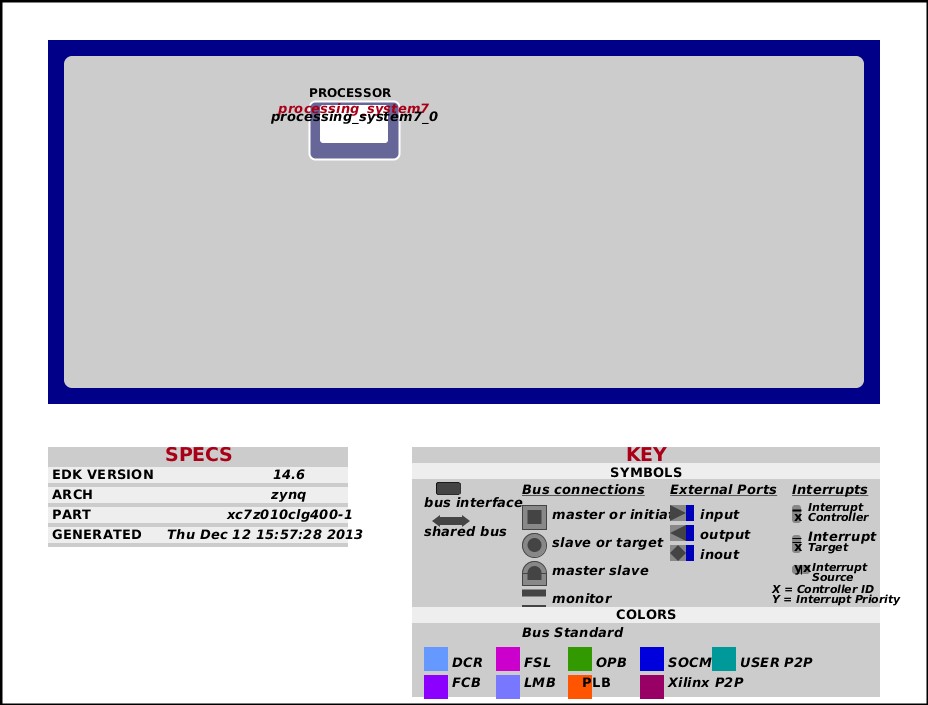 PROCESSOR
processing_system7
processing_system7_0
SPECS
EDK VERSION 14.6
ARCH zynq
PART xc7z010clg400-1
GENERATED Thu Dec 12 15:57:28 2013
KEY
SYMBOLS
bus interface
shared bus
Bus connections
master or initiat
slave or target
master slave
monitor
External Ports
input
output
inout
Interrupts
x Interrupt
Controller
x Interrupt
Target
yx Interrupt
Source
X = Controller ID
Y = Interrupt Priority
COLORS
Bus Standard
DCR FSL OPB SOCM USER P2P
FCB LMB PLB Xilinx P2P